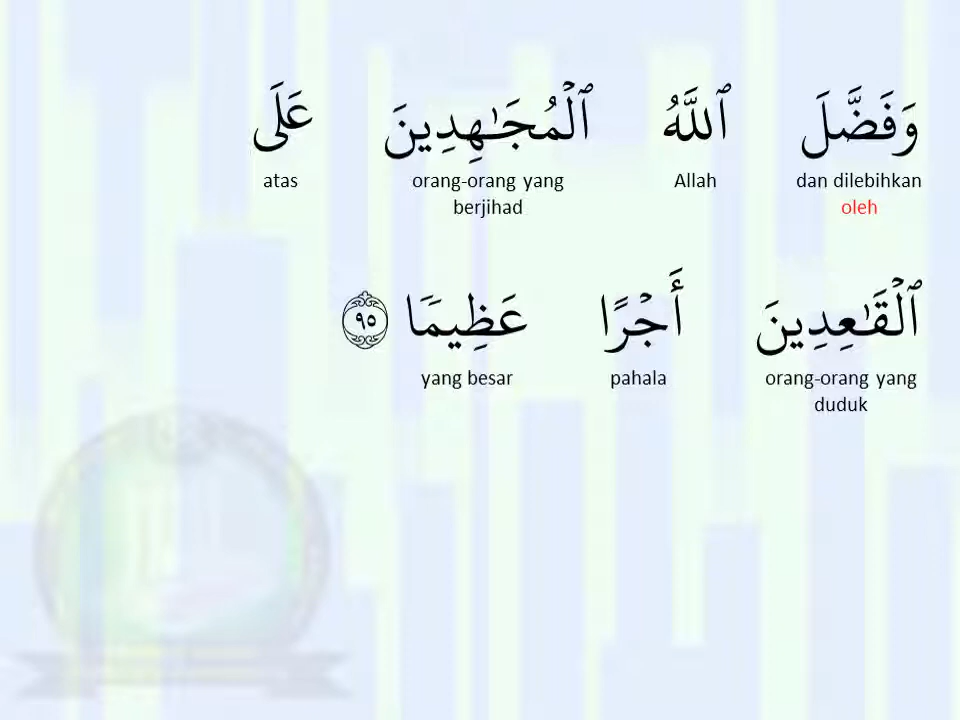 وَفَضَّلَ ٱللَّهُ ٱلْمُجَـٰهِدِينَ عَلَى
dan dilebihkan Allah orang-orang yang atas
oleh berjihad
ٱلْقَـٰعِدِينَ أَجْرًا عَظِيمًا ٩٥
orang-orang yang pahala yang besar
duduk